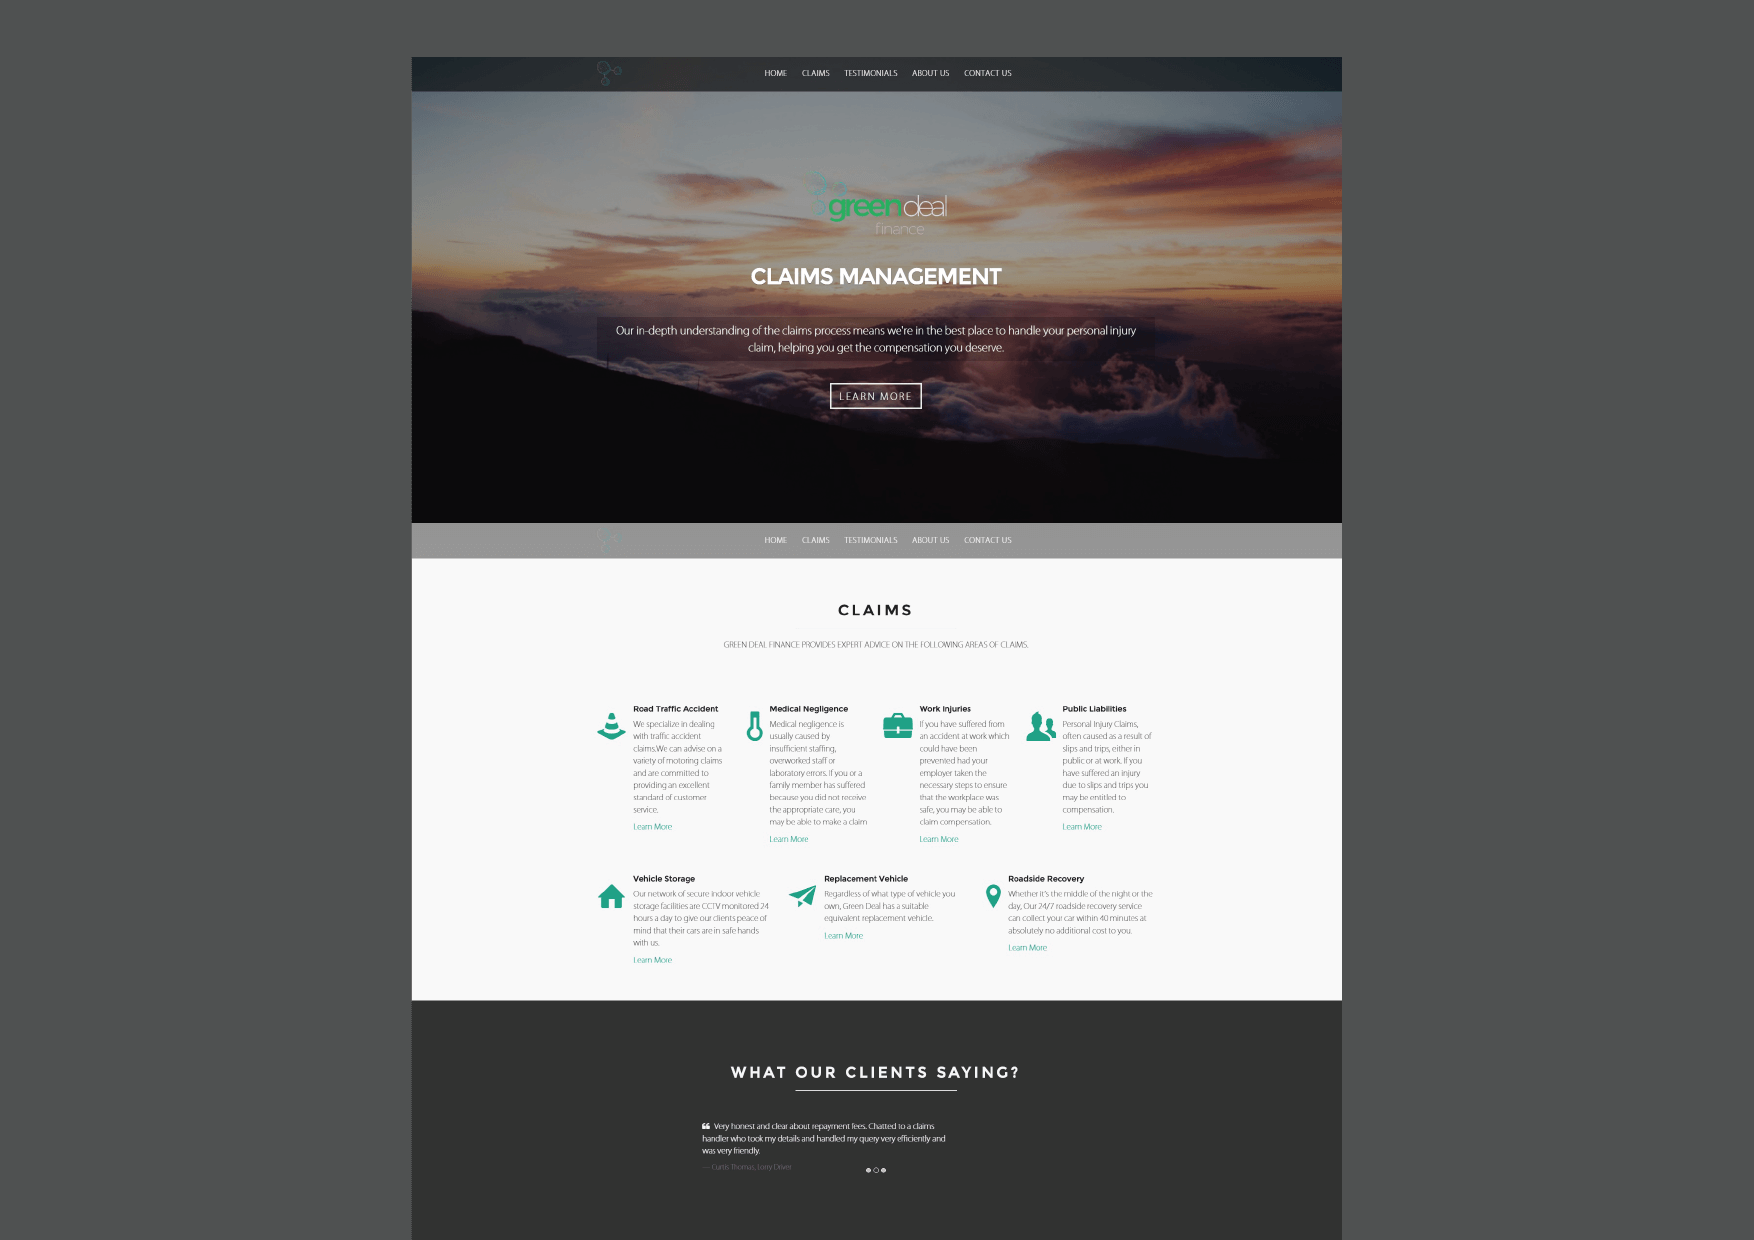 HOME CLAIMS TESTIMONIALS ABOUT US CONTACT US
greendeal
finance
CLAIMS MANAGEMENT
Our in-depth understanding of the claims process means we're in the best place to handle your personal injury
claim, helping you get the compensation you deserve.
LEARN MORE
HOME CLAIMS TESTIMONIALS ABOUT US CONTACT US
CLAIMS
GREEN DEAL FINANCE PROVIDES EXPERT ADVICE ON THE FOLLOWING AREAS OF CLAIMS.
Road Traffic Accident
We specialize in dealing
with traffic accident
claims.We can advise on a
variety of motoring claims
and are committed to
providing an excellent
standard of customer
service.
Learn More
Medical Negligence
Medical negligence is
usually caused by
insufficient staffing,
overworked staff or
laboratory errors. If you or a
family member has suffered
because you did not receive
the appropriate care, you
may be able to make a claim
Learn More
Work Injuries
If you have suffered from
an accident at work which
could have been
prevented had your
employer taken the
necessary steps to ensure
that the workplace was
safe, you may be able to
claim compensation.
Learn More
Public Liabilities
Personal Injury Claims,
often caused as a result of
slips and trips, either in
public or at work. If you
have suffered an injury
due to slips and trips you
may be entitled to
compensation.
Learn More
Vehicle Storage
Our network of secure indoor vehicle
storage facilities are CCTV monitored 24
hours a day to give our clients peace of
mind that their cars are in safe hands
with us.
Learn More
Replacement Vehicle
Regardless of what type of vehicle you
own, Green Deal has a suitable
equivalent replacement vehicle.
Learn More
Roadside Recovery
Whether it's the middle of the night or the
day, Our 24/7 roadside recovery service
can collect your car within 40 minutes at
absolutely no additional cost to you.
Learn More
WHAT OUR CLIENTS SAYING?
❝ Very honest and clear about repayment fees. Chatted to a claims
handler who took my details and handled my query very efficiently and
was very friendly.
— Curtis Thomas, Lorry Driver